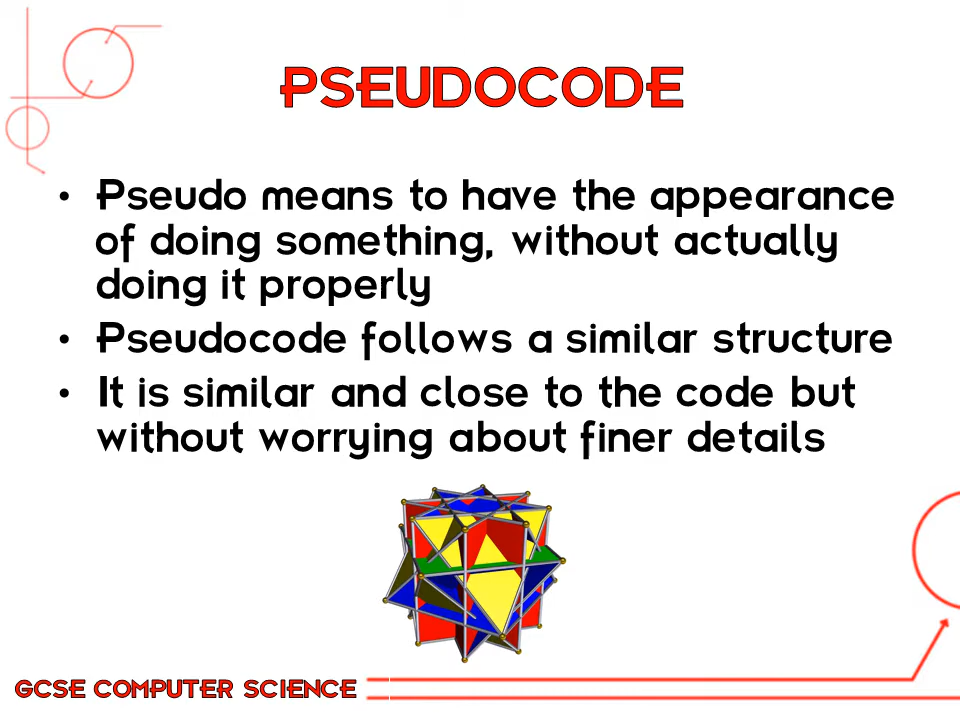 PSEUDOCODE
• Pseudo means to have the appearance
of doing something, without actually
doing it properly
• Pseudocode follows a similar structure
• It is similar and close to the code but
without worrying about finer details
GCSE COMPUTER SCIENCE